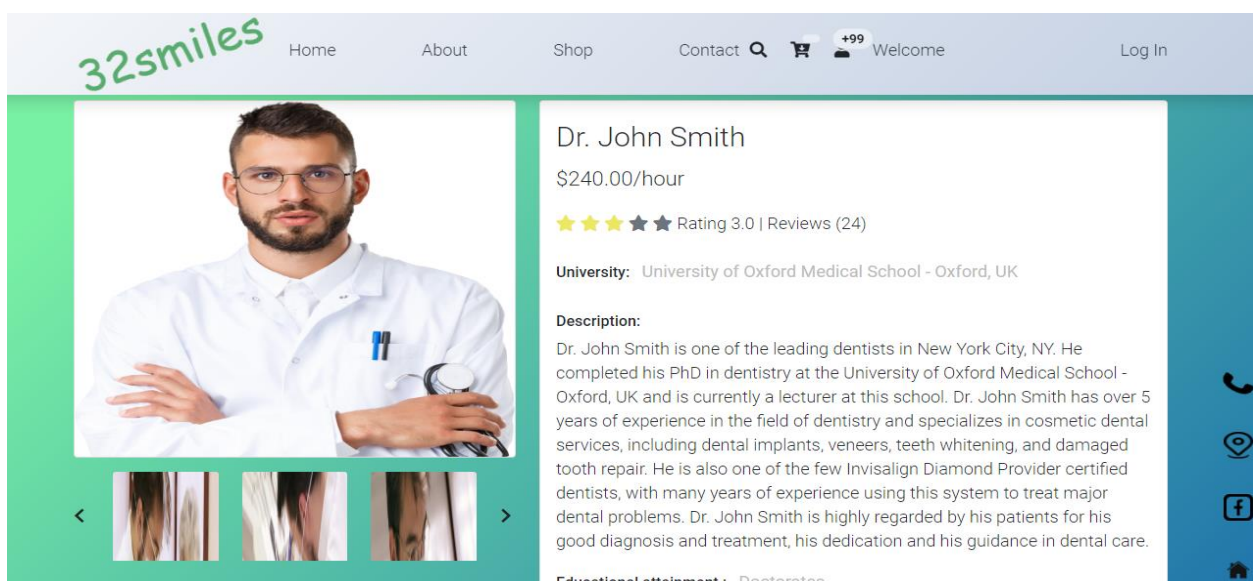 32smiles
Home About Shop Contact +99 Welcome Log In
Dr. John Smith
$240.00/hour
Rating 3.0 | Reviews (24)
University: University of Oxford Medical School - Oxford, UK
Description:
Dr. John Smith is one of the leading dentists in New York City, NY. He
completed his PhD in dentistry at the University of Oxford Medical School -
Oxford, UK and is currently a lecturer at this school. Dr. John Smith has over 5
years of experience in the field of dentistry and specializes in cosmetic dental
services, including dental implants, veneers, teeth whitening, and damaged
tooth repair. He is also one of the few Invisalign Diamond Provider certified
dentists, with many years of experience using this system to treat major
dental problems. Dr. John Smith is highly regarded by his patients for his
good diagnosis and treatment, his dedication and his guidance in dental care.
Educational attainment : Doctorates